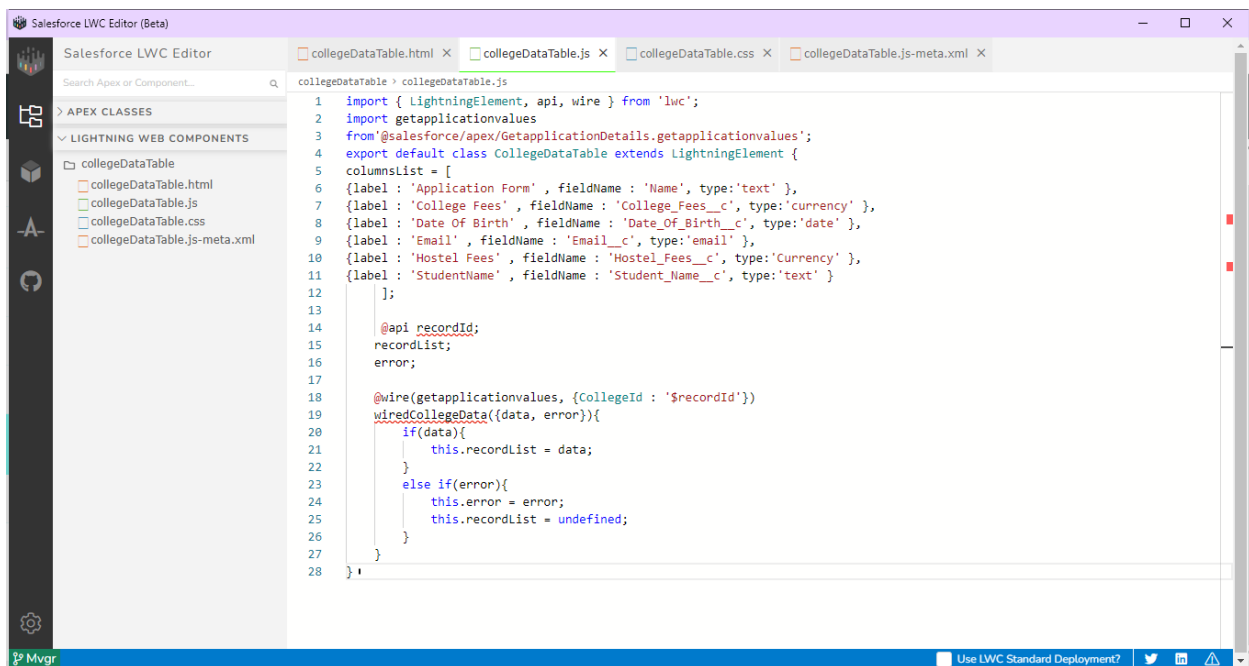 Salesforce LWC Editor (Beta)
Salesforce LWC Editor
Search Apex or Component...
APEX CLASSES
LIGHTNING WEB COMPONENTS
collegeDataTable
collegeDataTable.html
collegeDataTable.js
collegeDataTable.css
collegeDataTable.js-meta.xml
collegeDataTable.html × collegeDataTable.js × collegeDataTable.css × collegeDataTable.js-meta.xml ×
collegeDataTable > collegeDataTable.js
1 import { LightningElement, api, wire } from 'lwc';
2 import getapplicationvalues
3 from'@salesforce/apex/GetapplicationDetails.getapplicationvalues';
4 export default class CollegeDataTable extends LightningElement {
5 columnsList = [
6 {label : 'Application Form' , fieldName : 'Name', type:'text' },
7 {label : 'College Fees' , fieldName : 'College_Fees__c', type:'currency' },
8 {label : 'Date Of Birth' , fieldName : 'Date_Of_Birth__c', type:'date' },
9 {label : 'Email' , fieldName : 'Email__c', type:'email' },
10 {label : 'Hostel Fees' , fieldName : 'Hostel_Fees__c', type:'Currency' },
11 {label : 'StudentName' , fieldName : 'Student_Name__c', type:'text' }
12 ];
13
14 @api recordId;
15 recordList;
16 error;
17
18 @wire(getapplicationvalues, {CollegeId : '$recordId'})
19 wiredCollegeData({data, error}){
20 if(data){
21 this.recordList = data;
22 }
23 else if(error){
24 this.error = error;
25 this.recordList = undefined;
26 }
27 }
28 }
Mvgr
Use LWC Standard Deployment?